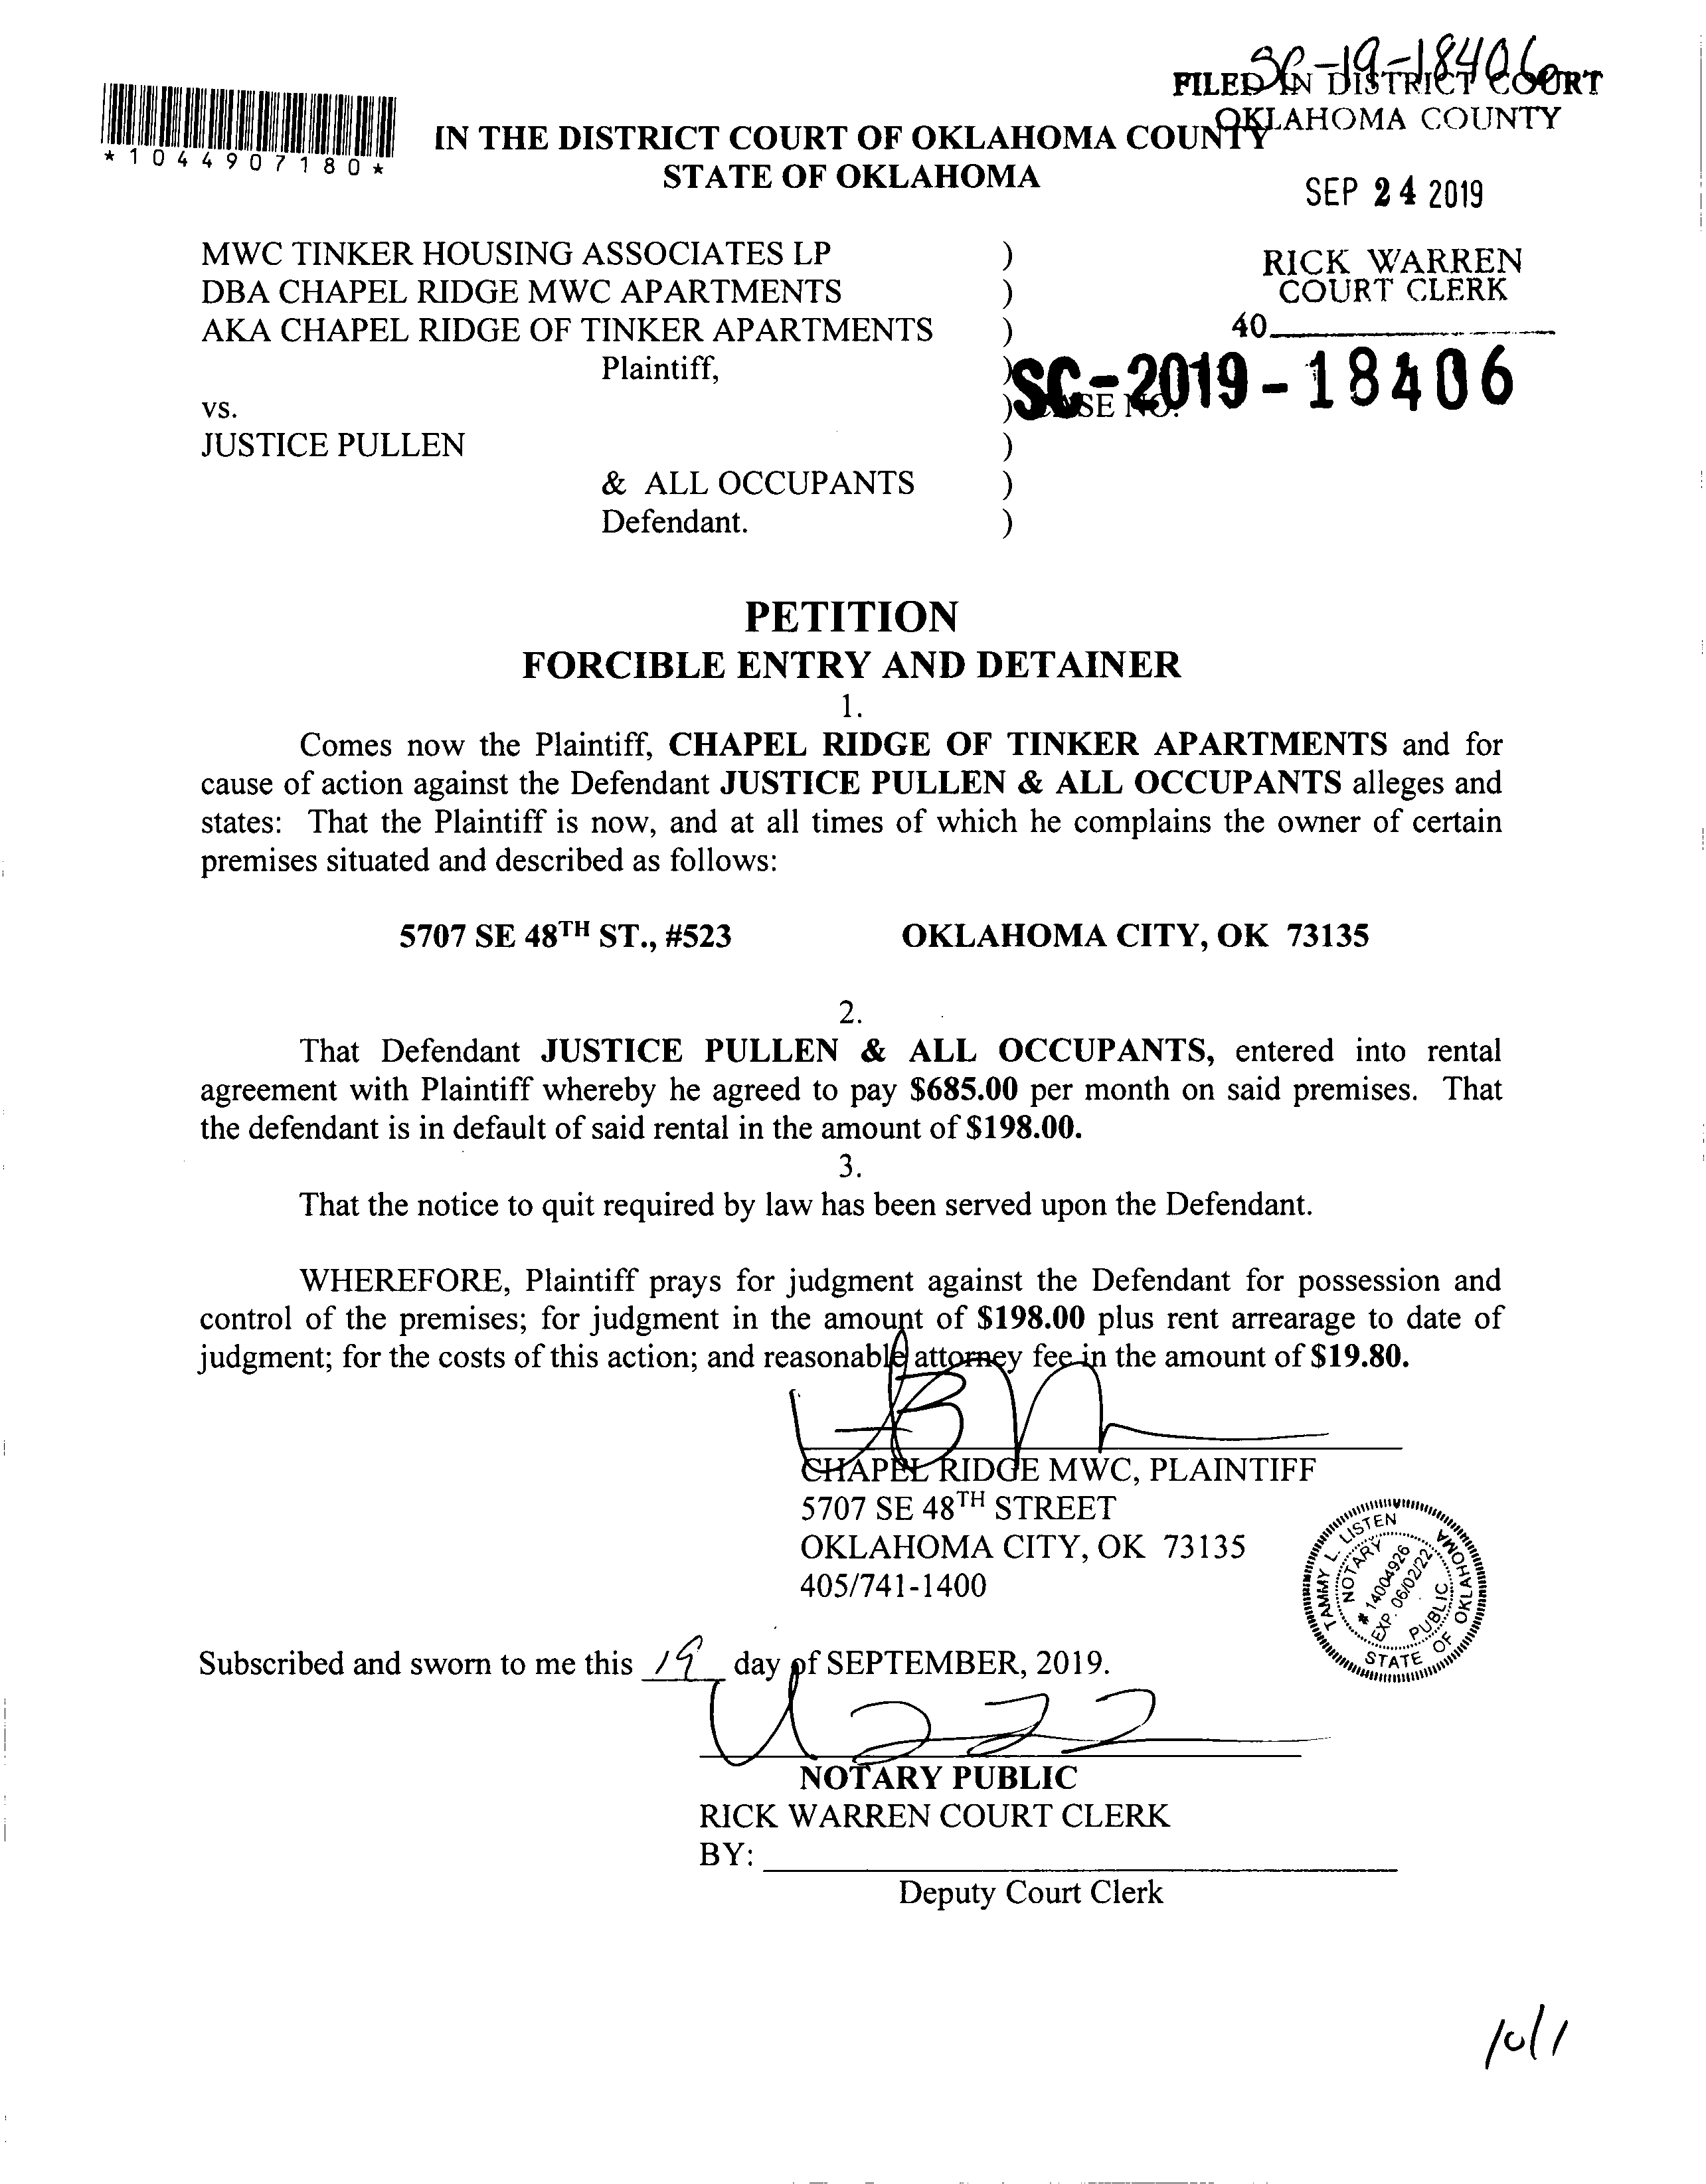 SC-19-18406
FILED IN DISTRICT COURT
OKLAHOMA COUNTY
*1044907180*
IN THE DISTRICT COURT OF OKLAHOMA COUNTY
STATE OF OKLAHOMA
SEP 24 2019
MWC TINKER HOUSING ASSOCIATES LP )
DBA CHAPEL RIDGE MWC APARTMENTS )
AKA CHAPEL RIDGE OF TINKER APARTMENTS )
RICK WARREN
COURT CLERK
40
Plaintiff, )
SC-2019-18406
vs. ) CASE NO.
JUSTICE PULLEN )
& ALL OCCUPANTS )
Defendant. )
PETITION
FORCIBLE ENTRY AND DETAINER
1.
Comes now the Plaintiff, CHAPEL RIDGE OF TINKER APARTMENTS and for
cause of action against the Defendant JUSTICE PULLEN & ALL OCCUPANTS alleges and
states: That the Plaintiff is now, and at all times of which he complains the owner of certain
premises situated and described as follows:
5707 SE 48TH ST., #523 OKLAHOMA CITY, OK 73135
2.
That Defendant JUSTICE PULLEN & ALL OCCUPANTS, entered into rental
agreement with Plaintiff whereby he agreed to pay $685.00 per month on said premises. That
the defendant is in default of said rental in the amount of $198.00.
3.
That the notice to quit required by law has been served upon the Defendant.
WHEREFORE, Plaintiff prays for judgment against the Defendant for possession and
control of the premises; for judgment in the amount of $198.00 plus rent arrearage to date of
judgment; for the costs of this action; and reasonable attorney fee in the amount of $19.80.
CHAPEL RIDGE MWC, PLAINTIFF
5707 SE 48TH STREET
OKLAHOMA CITY, OK 73135
405/741-1400
TAMMY L. LISTEN
NOTARY
# 14004926
EXP. 06/02/22
PUBLIC
STATE OF OKLAHOMA
Subscribed and sworn to me this 19 day of SEPTEMBER, 2019.
NOTARY PUBLIC
RICK WARREN COURT CLERK
BY:
Deputy Court Clerk
10/1